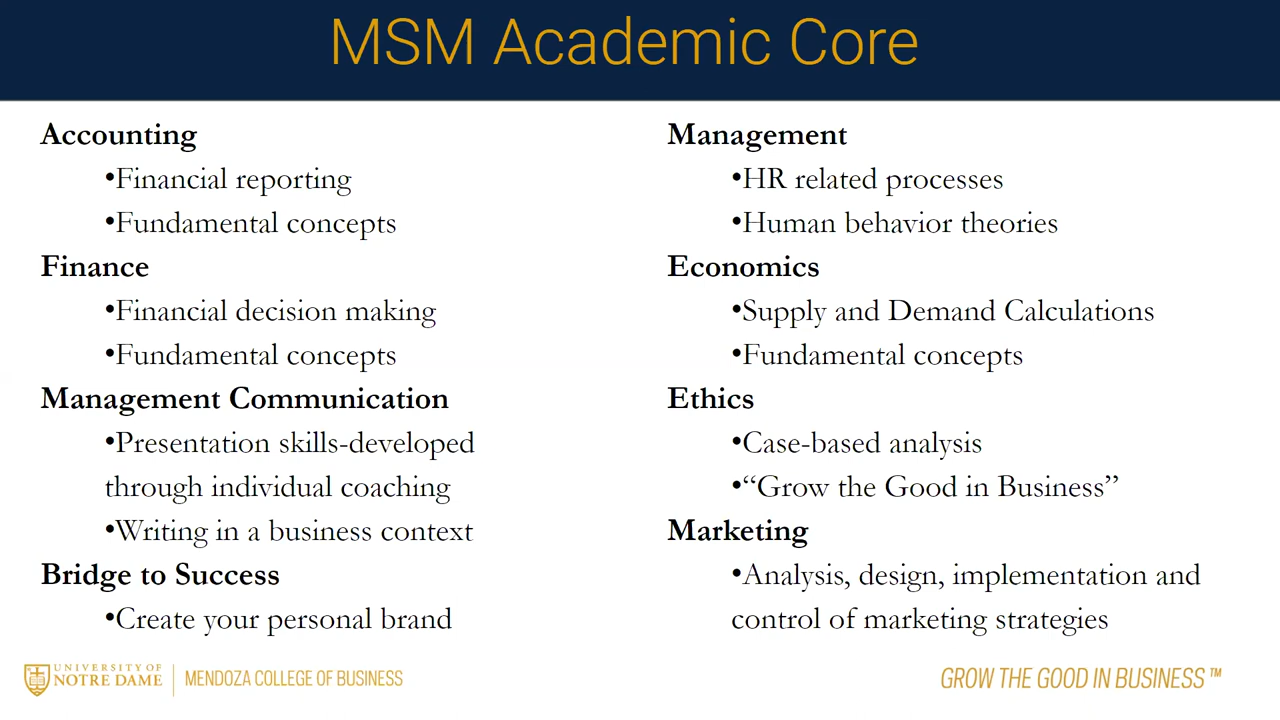 MSM Academic Core
Accounting
•Financial reporting
•Fundamental concepts
Finance
•Financial decision making
•Fundamental concepts
Management Communication
•Presentation skills-developed
through individual coaching
•Writing in a business context
Bridge to Success
•Create your personal brand
Management
•HR related processes
•Human behavior theories
Economics
•Supply and Demand Calculations
•Fundamental concepts
Ethics
•Case-based analysis
•“Grow the Good in Business”
Marketing
•Analysis, design, implementation and
control of marketing strategies
UNIVERSITY OF
NOTRE DAME
MENDOZA COLLEGE OF BUSINESS
GROW THE GOOD IN BUSINESS™